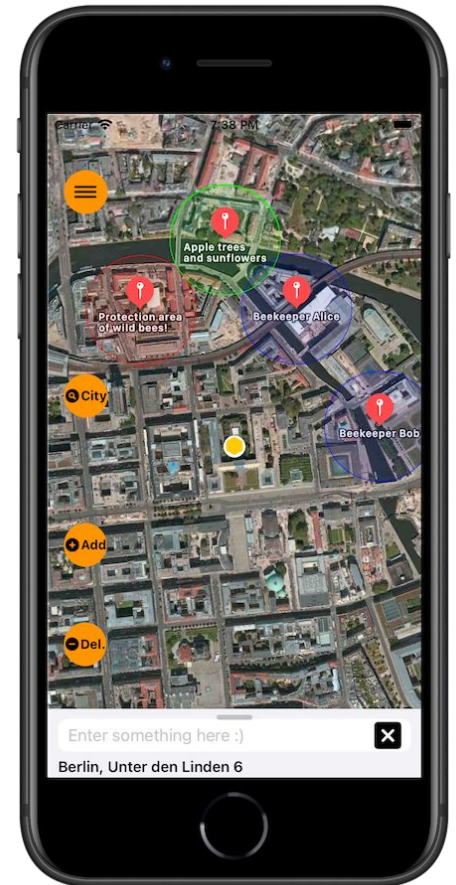 Carrier
7:38 PM
Apple trees
and sunflowers
Protection area
of wild bees!
Beekeeper Alice
City
Beekeeper Bob
Add
Del.
Enter something here :)
Berlin, Unter den Linden 6